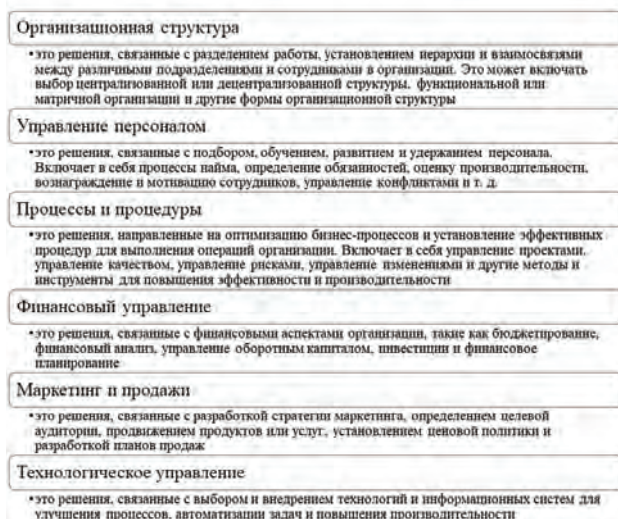 Организационная структура
•это решения, связанные с разделением работы, установлением иерархии и взаимосвязями
между различными подразделениями и сотрудниками в организации. Это может включать
выбор централизованной или децентрализованной структуры, функциональной или
матричной организации и другие формы организационной структуры
Управление персоналом
•это решения, связанные с подбором, обучением, развитием и удержанием персонала.
Включает в себя процессы найма, определение обязанностей, оценку производительности,
вознаграждение и мотивацию сотрудников, управление конфликтами и т. д.
Процессы и процедуры
•это решения, направленные на оптимизацию бизнес-процессов и установление эффективных
процедур для выполнения операций организации. Включает в себя управление проектами,
управление качеством, управление рисками, управление изменениями и другие методы и
инструменты для повышения эффективности и производительности
Финансовый управление
•это решения, связанные с финансовыми аспектами организации, такие как бюджетирование,
финансовый анализ, управление оборотным капиталом, инвестиции и финансовое
планирование
Маркетинг и продажи
•это решения, связанные с разработкой стратегии маркетинга, определением целевой
аудитории, продвижением продуктов или услуг, установлением ценовой политики и
разработкой планов продаж
Технологическое управление
•это решения, связанные с выбором и внедрением технологий и информационных систем для
улучшения процессов, автоматизации задач и повышения производительности